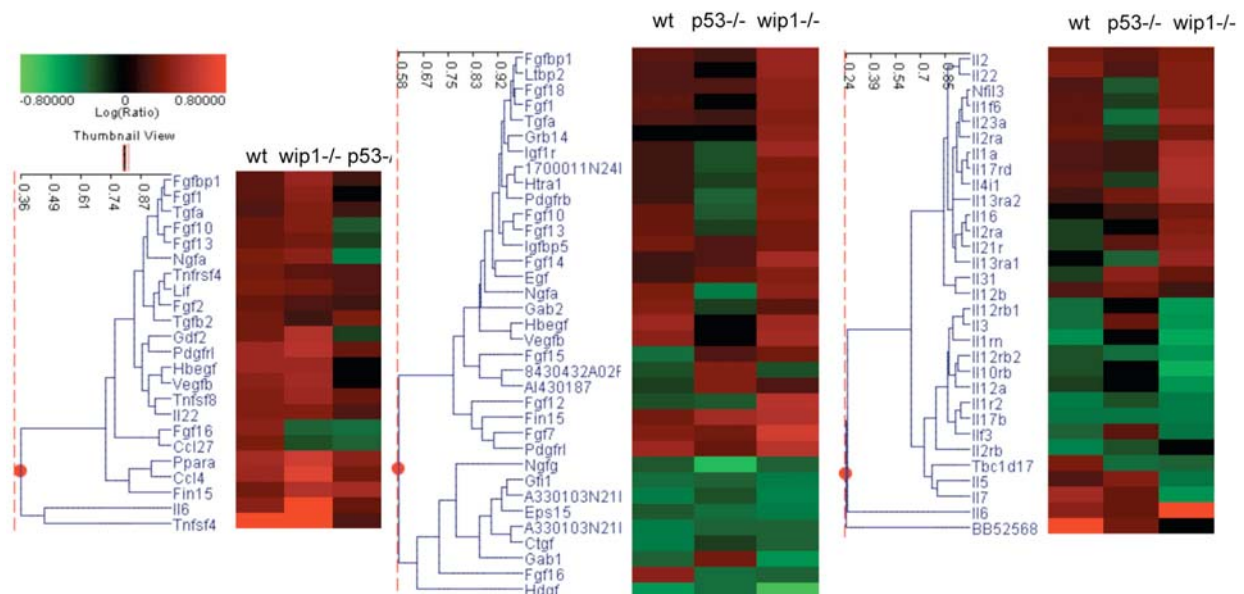 -0.80000 0 0.80000
Log(Ratio)
Thumbnail View
wt wip1-/- p53-/
0.36 0.49 0.61 0.74 0.87
Fgfbp1
Fgf1
Tgfa
Fgf10
Fgf13
Ngfa
Tnfrsf4
Lif
Fgf2
Tgfb2
Gdf2
Pdgfrl
Hbegf
Vegfb
Tnfsf8
Il22
Fgf16
Ccl27
Ppara
Ccl4
Fin15
Il6
Tnfsf4
wt p53-/- wip1-/-
0.58 0.67 0.75 0.83 0.92
Fgfbp1
Ltbp2
Fgf18
Fgf1
Tgfa
Grb14
Igf1r
1700011N24I
Htra1
Pdgfrb
Fgf10
Fgf13
Igfbp5
Fgf14
Egf
Ngfa
Gab2
Hbegf
Vegfb
Fgf15
8430432A02F
AI430187
Fgf12
Fin15
Fgf7
Pdgfrl
Ngfg
Gfi1
A330103N21I
Eps15
A330103N21I
Ctgf
Gab1
Fgf16
Hdgf
wt p53-/- wip1-/-
0.24 0.39 0.54 0.7 0.85
Il2
Il22
Nfil3
Il1f6
Il23a
Il2ra
Il1a
Il17rd
Il4i1
Il13ra2
Il16
Il2ra
Il21r
Il13ra1
Il31
Il12b
Il12rb1
Il3
Il1rn
Il12rb2
Il10rb
Il12a
Il1r2
Il17b
Ilf3
Il2rb
Tbc1d17
Il5
Il7
Il6
BB52568